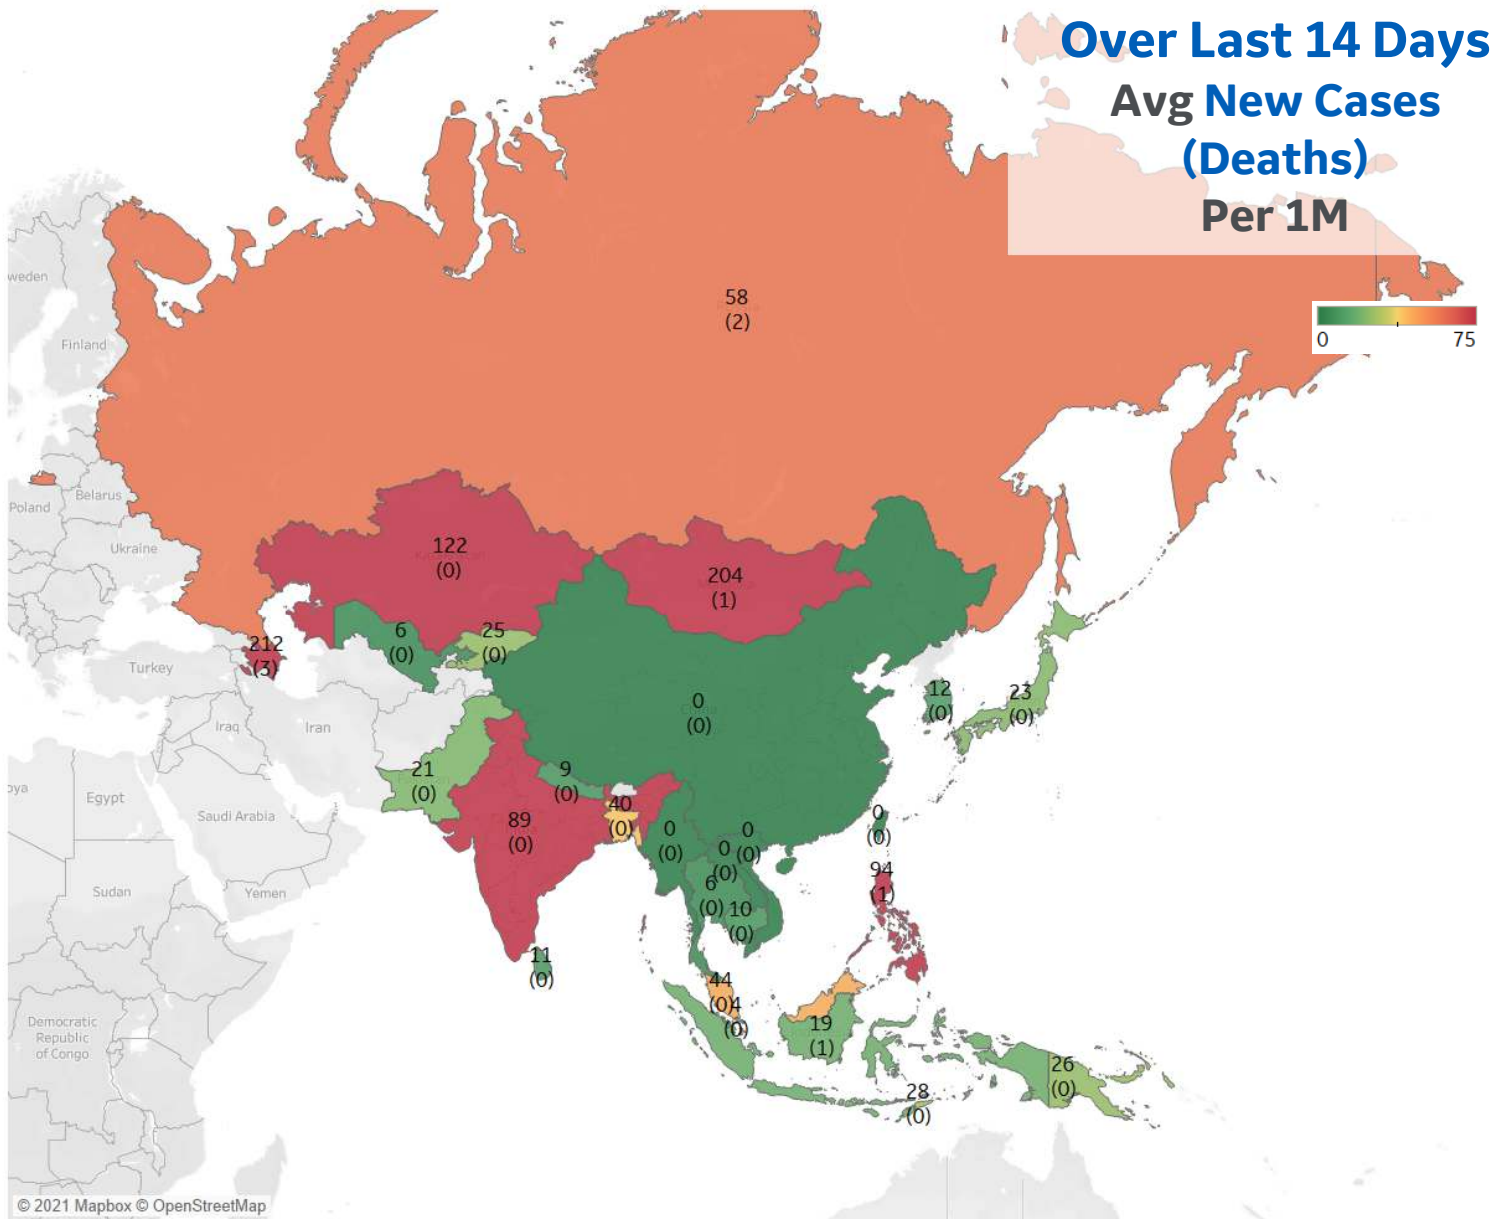 Over Last 14 Days
Avg New Cases
(Deaths)
Per 1M
weden
58
(2)
0 75
Finland
Belarus
Poland
Ukraine
122
(0)
204
(1)
212
(3)
6
(0)
25
(0)
Turkey
0
(0)
12
(0)
23
(0)
Iraq
Iran
21
(0)
9
(0)
oya
Egypt
Saudi Arabia
89
(0)
40
(0)
0
(0)
0
(0)
0
(0)
0
(0)
94
(1)
6
(0)
10
(0)
Sudan
Yemen
11
(0)
44
(0)
4
(0)
19
(1)
Democratic
Republic
of Congo
26
(0)
28
(0)
© 2021 Mapbox © OpenStreetMap